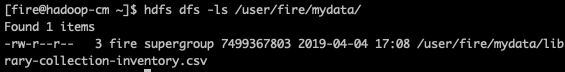 [fire@hadoop-cm ~]$ hdfs dfs -ls /user/fire/mydata/
Found 1 items
-rw-r--r--   3 fire supergroup 7499367803 2019-04-04 17:08 /user/fire/mydata/lib
rary-collection-inventory.csv